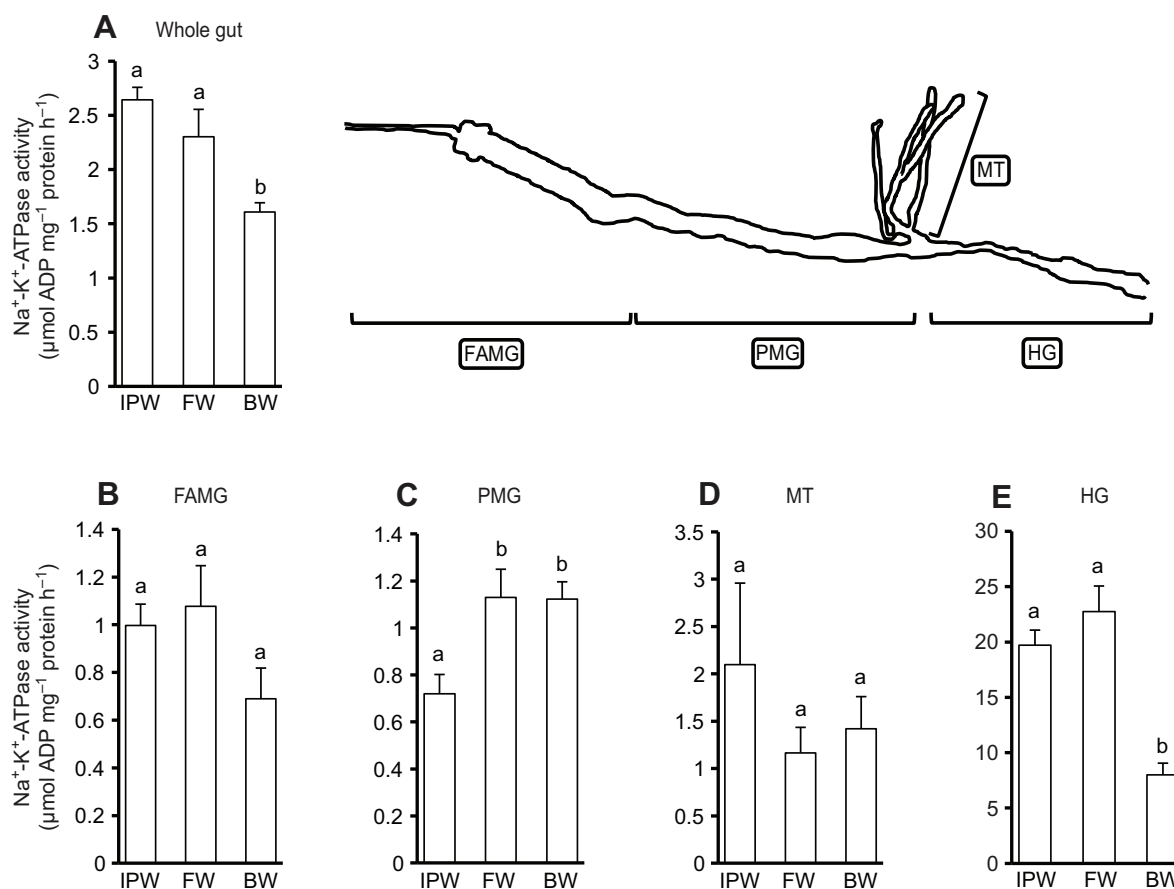 A Whole gut
Na⁺-K⁺-ATPase activity
(µmol ADP mg⁻¹ protein h⁻¹)
3
2.5
2
1.5
1
0.5
0
a
a
b
IPW FW BW
MT
FAMG
PMG
HG
B FAMG
Na⁺-K⁺-ATPase activity
(µmol ADP mg⁻¹ protein h⁻¹)
1.4
1.2
1
0.8
0.6
0.4
0.2
0
a
a
a
IPW FW BW
C PMG
1.4
1.2
1
0.8
0.6
0.4
0.2
0
a
b
b
IPW FW BW
D MT
3.5
3
2.5
2
1.5
1
0.5
0
a
a
a
IPW FW BW
E HG
30
25
20
15
10
5
0
a
a
b
IPW FW BW